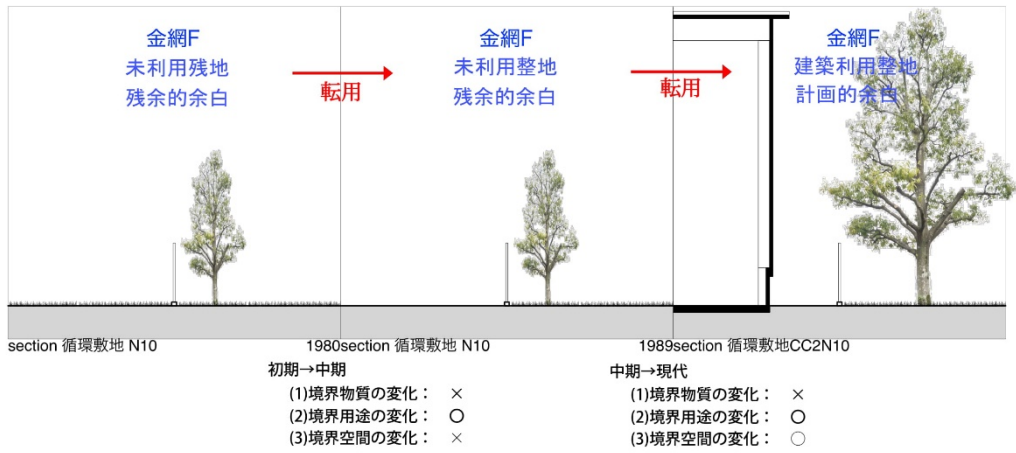 金網F
未利用残地
残余的余白
転用
金網F
未利用整地
残余的余白
転用
金網F
建築利用整地
計画的余白
section 循環敷地 N10
1980section 循環敷地 N10
1989section 循環敷地CC2N10
初期→中期
(1)境界物質の変化： ×
(2)境界用途の変化： ○
(3)境界空間の変化： ×
中期→現代
(1)境界物質の変化： ×
(2)境界用途の変化： ○
(3)境界空間の変化： ○